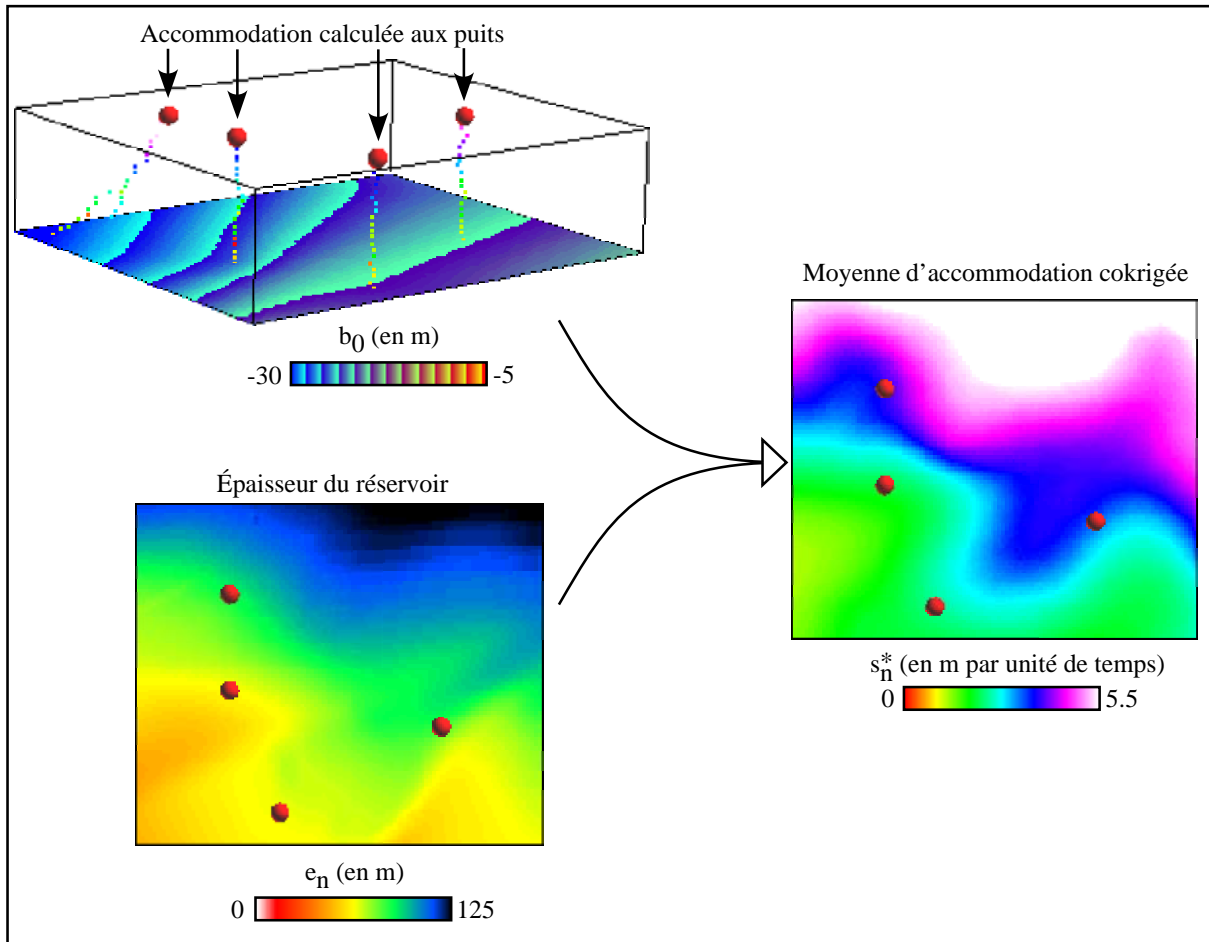 Accommodation calculée aux puits
b0 (en m)
-30 -5
Moyenne d'accommodation cokrigée
Épaisseur du réservoir
s*n (en m par unité de temps)
0 5.5
en (en m)
0 125